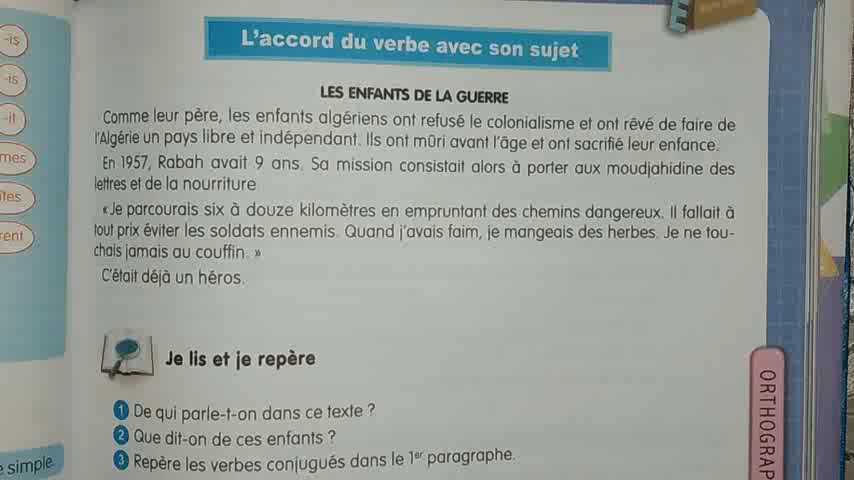 -is
-is
-it
mes
tes
rent
e simple
L'accord du verbe avec son sujet
LES ENFANTS DE LA GUERRE
Comme leur père, les enfants algériens ont refusé le colonialisme et ont rêvé de faire de
l'Algérie un pays libre et indépendant. Ils ont mûri avant l'âge et ont sacrifié leur enfance.
En 1957, Rabah avait 9 ans. Sa mission consistait alors à porter aux moudjahidine des
lettres et de la nourriture
«Je parcourais six à douze kilomètres en empruntant des chemins dangereux. Il fallait à
tout prix éviter les soldats ennemis. Quand j'avais faim, je mangeais des herbes. Je ne tou-
chais jamais au couffin. »
C'était déjà un héros.
Je lis et je repère
1 De qui parle-t-on dans ce texte ?
2 Que dit-on de ces enfants ?
3 Repère les verbes conjugués dans le 1er paragraphe.
ORTHOGRAP